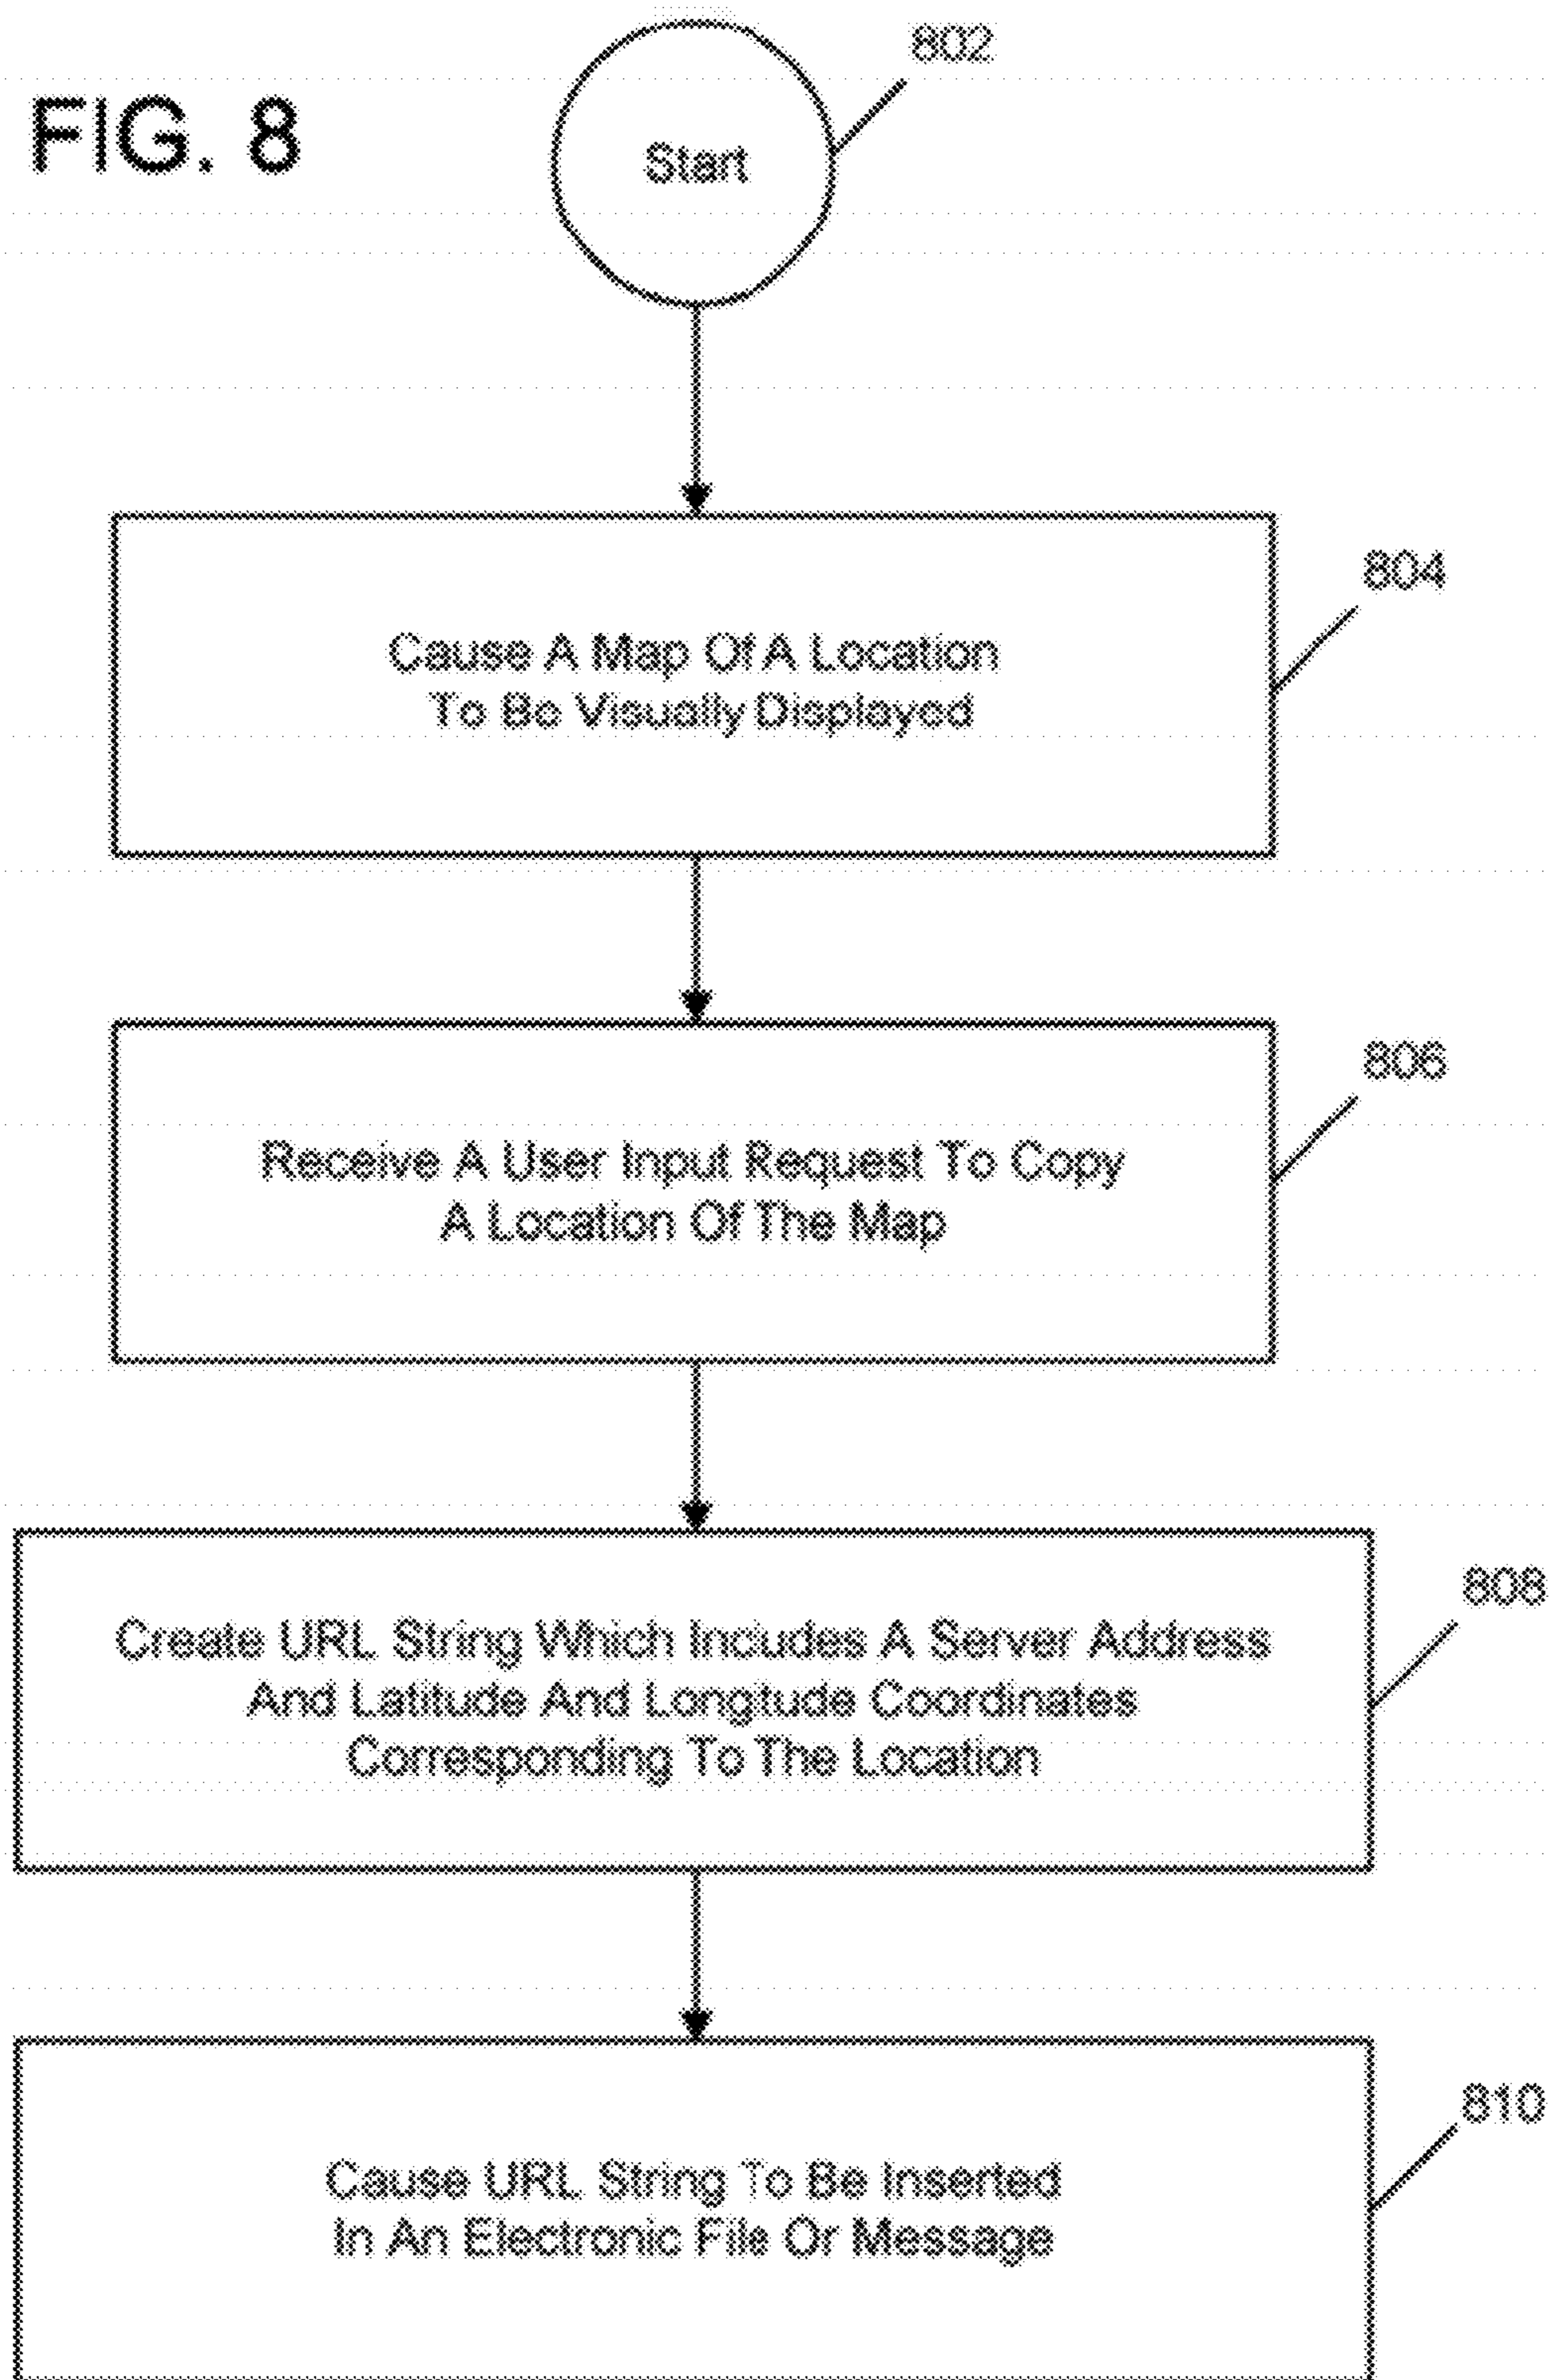 FIG. 8
802
Start
804
Cause A Map Of A Location
To Be Visually Displayed
806
Receive A User Input Request To Copy
A Location Of The Map
808
Create URL String Which Includes A Server Address
And Latitude And Longitude Coordinates
Corresponding To The Location
810
Cause URL String To Be Inserted
In An Electronic File Or Message